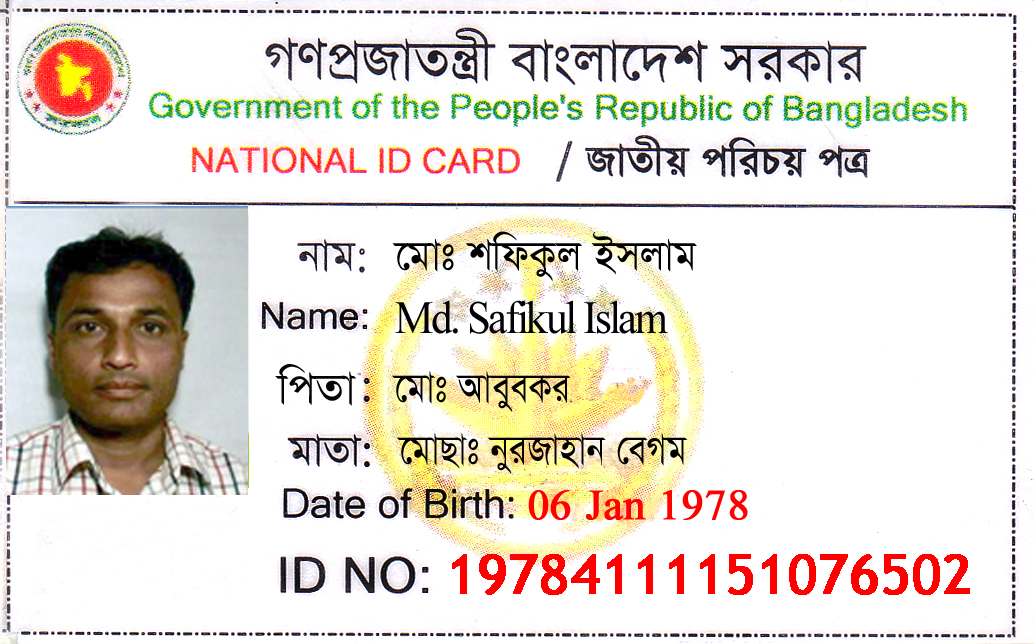 গণপ্রজাতন্ত্রী বাংলাদেশ সরকার
Government of the People's Republic of Bangladesh
NATIONAL ID CARD / জাতীয় পরিচয় পত্র
নাম: মোঃ শফিকুল ইসলাম
Name: Md. Safikul Islam
পিতা: মোঃ আবুবকর
মাতা: মোছাঃ নুরজাহান বেগম
Date of Birth: 06 Jan 1978
ID NO: 19784111151076502